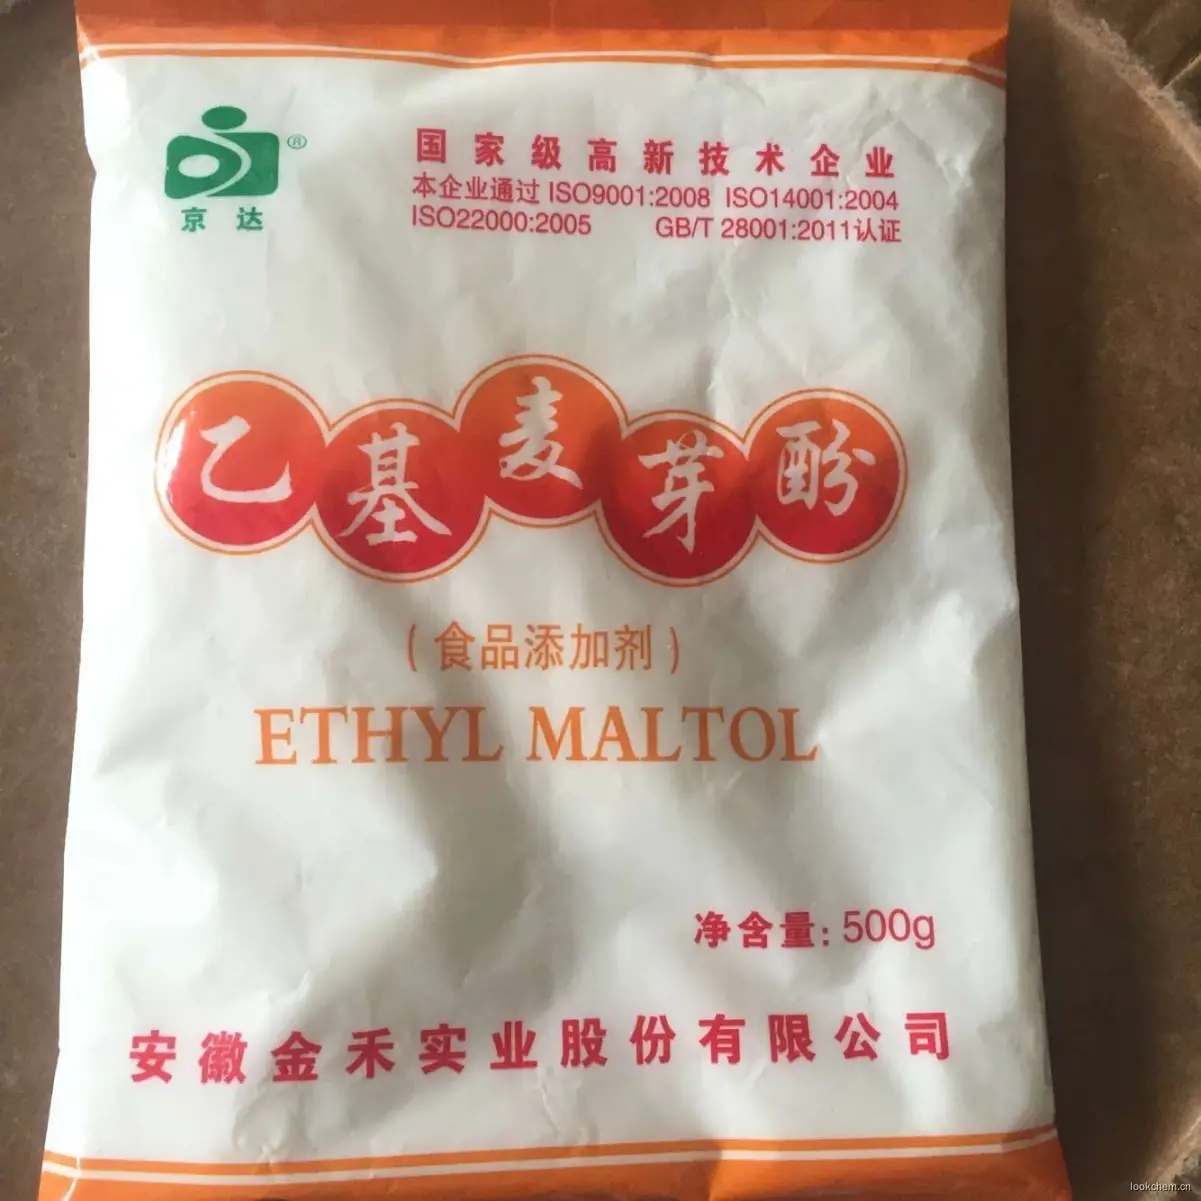 国家级高新技术企业
本企业通过 ISO9001:2008 ISO14001:2004
ISO22000:2005 GB/T 28001:2011认证
®
京达
乙基麦芽酚
(食品添加剂)
ETHYL MALTOL
净含量: 500g
安徽金禾实业股份有限公司
lookchem.cn